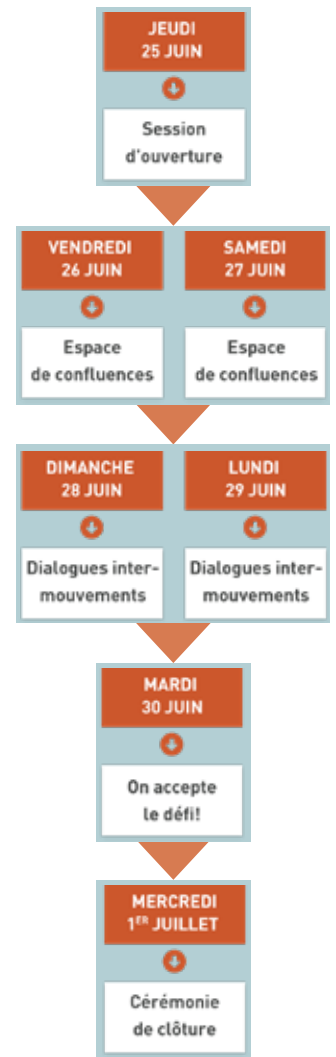 JEUDI
25 JUIN
Session
d'ouverture
VENDREDI
26 JUIN
Espace
de confluences
SAMEDI
27 JUIN
Espace
de confluences
DIMANCHE
28 JUIN
Dialogues inter-
mouvements
LUNDI
29 JUIN
Dialogues inter-
mouvements
MARDI
30 JUIN
On accepte
le défi!
MERCREDI
1ER JUILLET
Cérémonie
de clôture